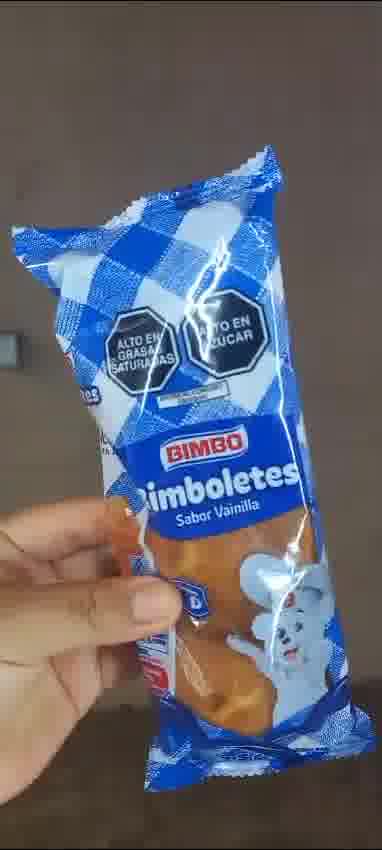 ALTO EN
GRASAS
SATURADAS
ALTO EN
AZÚCAR
BIMBO
Bimboletes
Sabor Vainilla